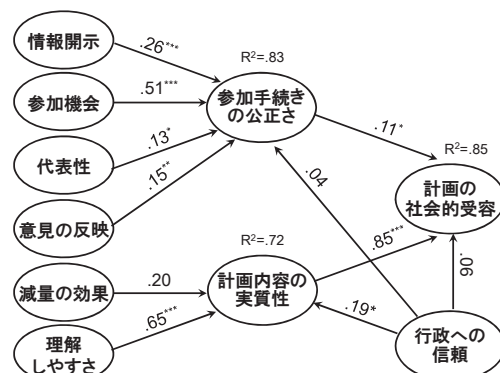 情報開示
.26***
R²=.83
参加機会
.51***
参加手続き
の公正さ
.11*
代表性
.13*
R²=.85
.15**
.04
計画の
社会的受容
意見の反映
R²=.72
.85***
減量の効果
.20
計画内容の
実質性
.06
.65***
.19*
理解
しやすさ
行政への
信頼